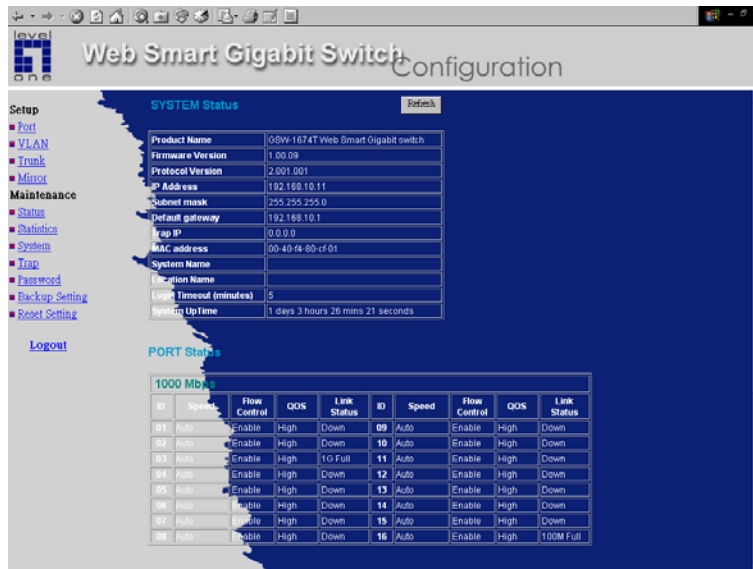 level
one
Web Smart Gigabit Switch
Configuration
Setup
Port
VLAN
Trunk
Mirror
Maintenance
Status
Statistics
System
Trap
Password
Backup Setting
Reset Setting
Logout
SYSTEM Status
Refresh
Product Name GSW-1674T Web Smart Gigabit switch
Firmware Version 1.00.09
Protocol Version 2.001.001
IP Address 192.168.10.11
Subnet mask 255.255.255.0
Default gateway 192.168.10.1
Trap IP 0.0.0.0
MAC address 00-40-f4-80-cf-01
System Name
Location Name
Login Timeout (minutes) 5
System UpTime 1 days 3 hours 26 mins 21 seconds
PORT Status
1000 Mbps
ID Speed Flow Control QOS Link Status ID Speed Flow Control QOS Link Status
01 Auto Enable High Down 09 Auto Enable High Down
02 Auto Enable High Down 10 Auto Enable High Down
03 Auto Enable High 1G Full 11 Auto Enable High Down
04 Auto Enable High Down 12 Auto Enable High Down
05 Auto Enable High Down 13 Auto Enable High Down
06 Auto Enable High Down 14 Auto Enable High Down
07 Auto Enable High Down 15 Auto Enable High Down
08 Auto Enable High Down 16 Auto Enable High 100M Full